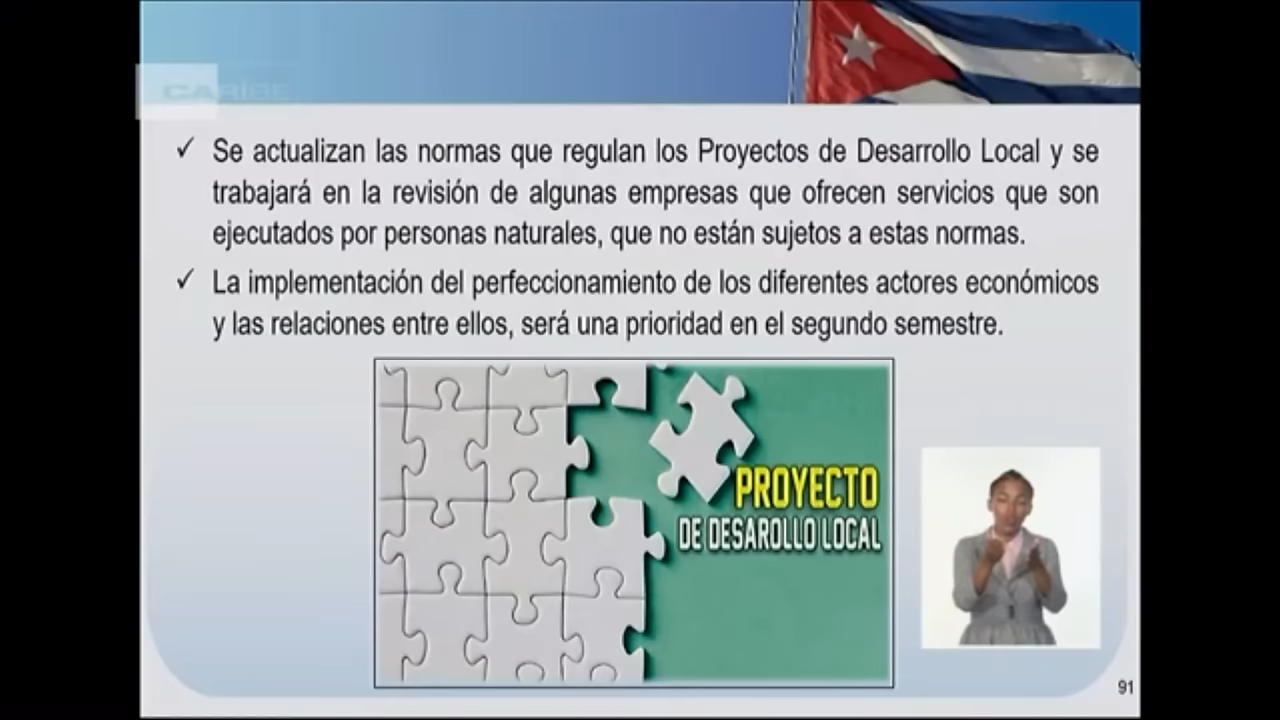 CARIBE
✓ Se actualizan las normas que regulan los Proyectos de Desarrollo Local y se
trabajará en la revisión de algunas empresas que ofrecen servicios que son
ejecutados por personas naturales, que no están sujetos a estas normas.
✓ La implementación del perfeccionamiento de los diferentes actores económicos
y las relaciones entre ellos, será una prioridad en el segundo semestre.
PROYECTO
DE DESAROLLO LOCAL
91